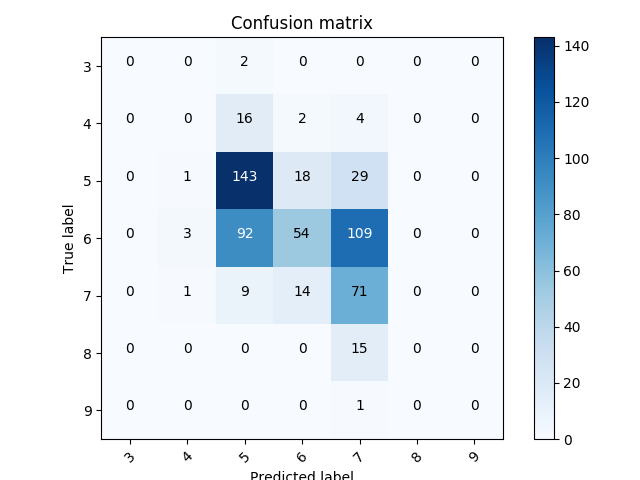 Confusion matrix
3 0 0 2 0 0 0 0
4 0 0 16 2 4 0 0
5 0 1 143 18 29 0 0
6 0 3 92 54 109 0 0
7 0 1 9 14 71 0 0
8 0 0 0 0 15 0 0
9 0 0 0 0 1 0 0
3 4 5 6 7 8 9
True label
Predicted label
140
120
100
80
60
40
20
0